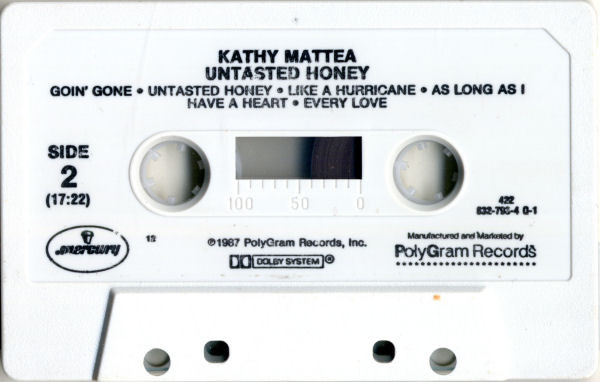 KATHY MATTEA
UNTASTED HONEY
GOIN' GONE • UNTASTED HONEY • LIKE A HURRICANE • AS LONG AS I
HAVE A HEART • EVERY LOVE
SIDE
2
(17:22)
100 50 0
422
832-793-4 Q-1
mercury
1S
℗1987 PolyGram Records, Inc.
DOLBY SYSTEM®
Manufactured and Marketed by
PolyGram Records